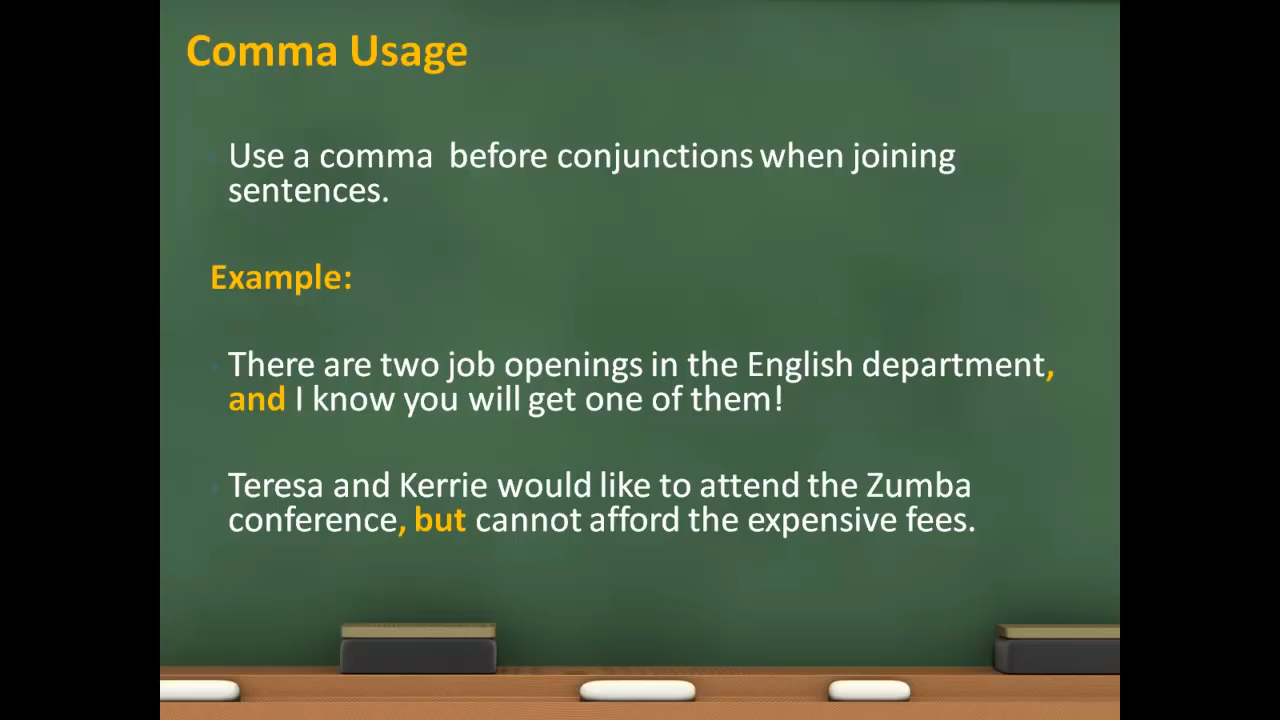 Comma Usage
Use a comma  before conjunctions when joining
sentences.
Example:
There are two job openings in the English department,
and I know you will get one of them!
Teresa and Kerrie would like to attend the Zumba
conference, but cannot afford the expensive fees.